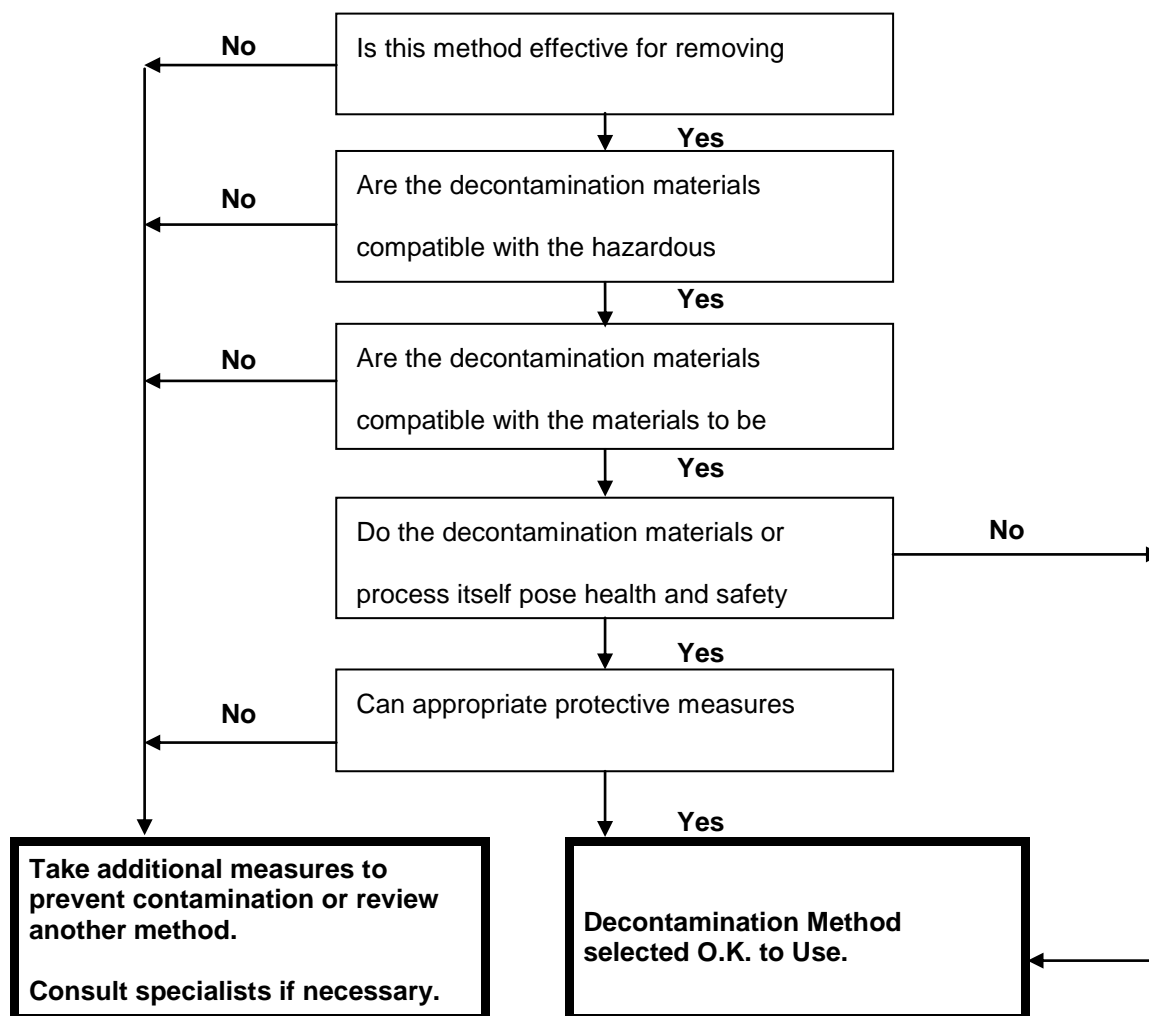 No
Is this method effective for removing
Yes
Are the decontamination materials
No
compatible with the hazardous
Yes
Are the decontamination materials
No
compatible with the materials to be
Yes
Do the decontamination materials or
No
process itself pose health and safety
Yes
Can appropriate protective measures
No
Yes
Take additional measures to
prevent contamination or review
another method.
Consult specialists if necessary.
Decontamination Method
selected O.K. to Use.